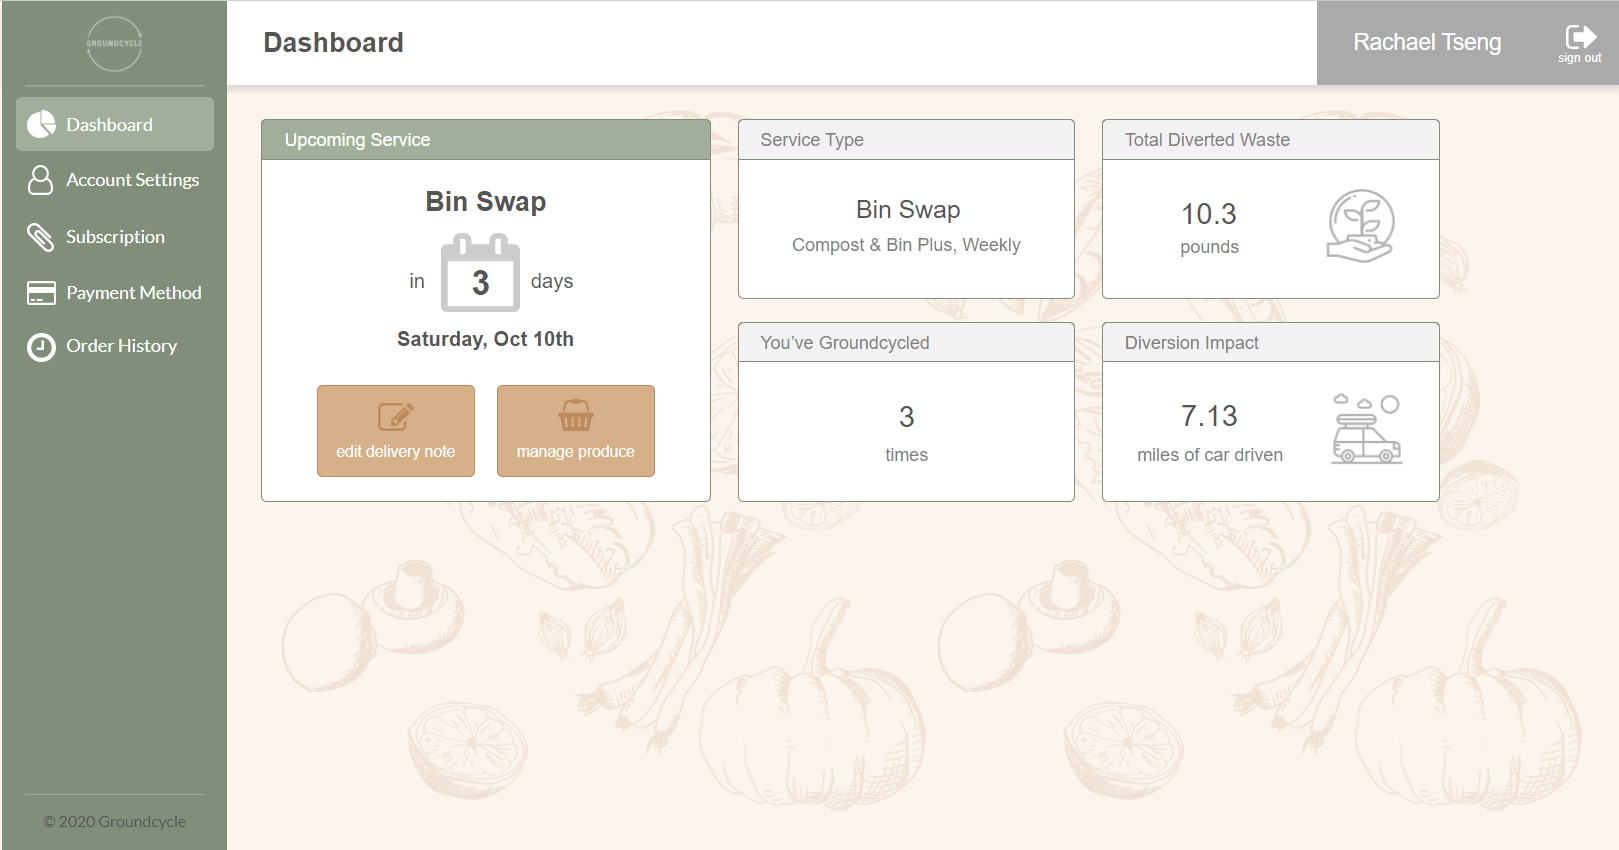 GROUNDCYCLE
Dashboard
Account Settings
Subscription
Payment Method
Order History
© 2020 Groundcycle
Dashboard
Rachael Tseng
sign out
Upcoming Service
Bin Swap
in 3 days
Saturday, Oct 10th
edit delivery note
manage produce
Service Type
Bin Swap
Compost & Bin Plus, Weekly
Total Diverted Waste
10.3
pounds
You’ve Groundcycled
3
times
Diversion Impact
7.13
miles of car driven